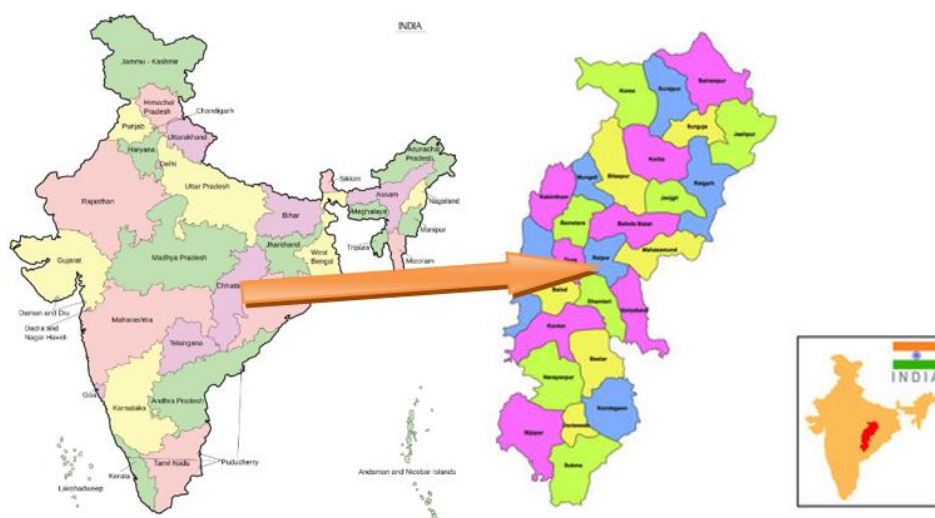 INDIA
Jammu - Kashmir
Himachal
Pradesh
Chandigarh
Punjab
Uttarakhand
Haryana
Delhi
Arunachal
Pradesh
Sikkim
Rajasthan
Uttar Pradesh
Assam
Nagaland
Bihar
Meghalaya
Manipur
Jharkhand
Tripura
West
Bengal
Mizoram
Gujarat
Madhya Pradesh
Daman and Diu
Dadra and
Nagar Haveli
Maharashtra
Telangana
Goa
Karnataka
Andhra Pradesh
Tamil Nadu
Puducherry
Kerala
Lakshadweep
Andaman and Nicobar Islands
Korea
Surajpur
Surguja
Jashpur
Korba
Bilaspur
Mungeli
Raigarh
Janjgir
Bemetara
Baloda Bazar
Mahasamund
Raipur
Balod
Dhamtari
Kanker
Narayanpur
Bastar
Kondagaon
Bijapur
Sukma
INDIA